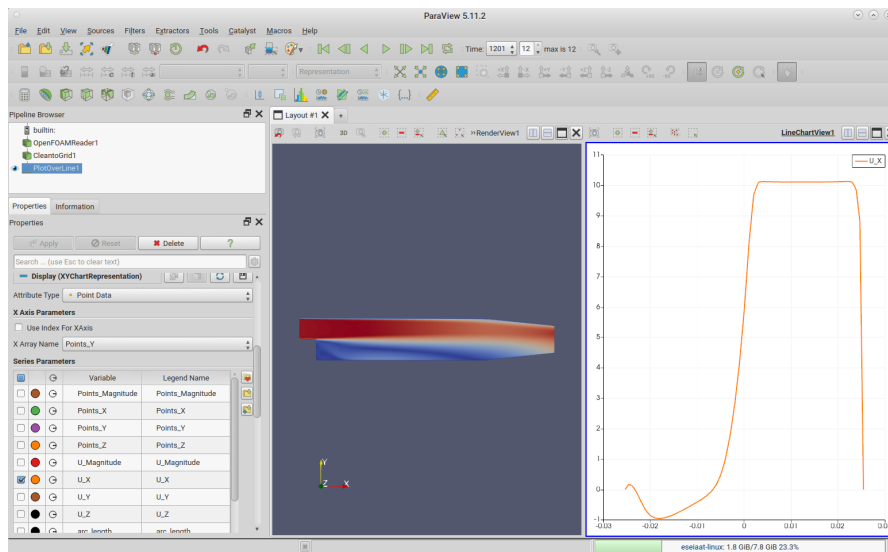 ParaView 5.11.2
File Edit View Sources Filters Extractors Tools Catalyst Macros Help
Time: 1201 12 max is 12
Representation
Pipeline Browser
builtin:
OpenFOAMReader1
CleantoGrid1
PlotOverLine1
Properties Information
Properties
Apply Reset Delete ?
Search ... (use Esc to clear text)
Display (XYChartRepresentation)
Attribute Type Point Data
X Axis Parameters
Use Index For XAxis
X Array Name Points_Y
Series Parameters
Variable Legend Name
Points_Magnitude Points_Magnitude
Points_X Points_X
Points_Y Points_Y
Points_Z Points_Z
U_Magnitude U_Magnitude
U_X U_X
U_Y U_Y
U_Z U_Z
arc_length arc_length
Layout #1 +
3D RenderView1
Y
Z X
LineChartView1
U_X
11
10
9
8
7
6
5
4
3
2
1
0
-1
-0.03 -0.02 -0.01 0 0.01 0.02
eseiaat-linux: 1.8 GiB/7.8 GiB 23.3%